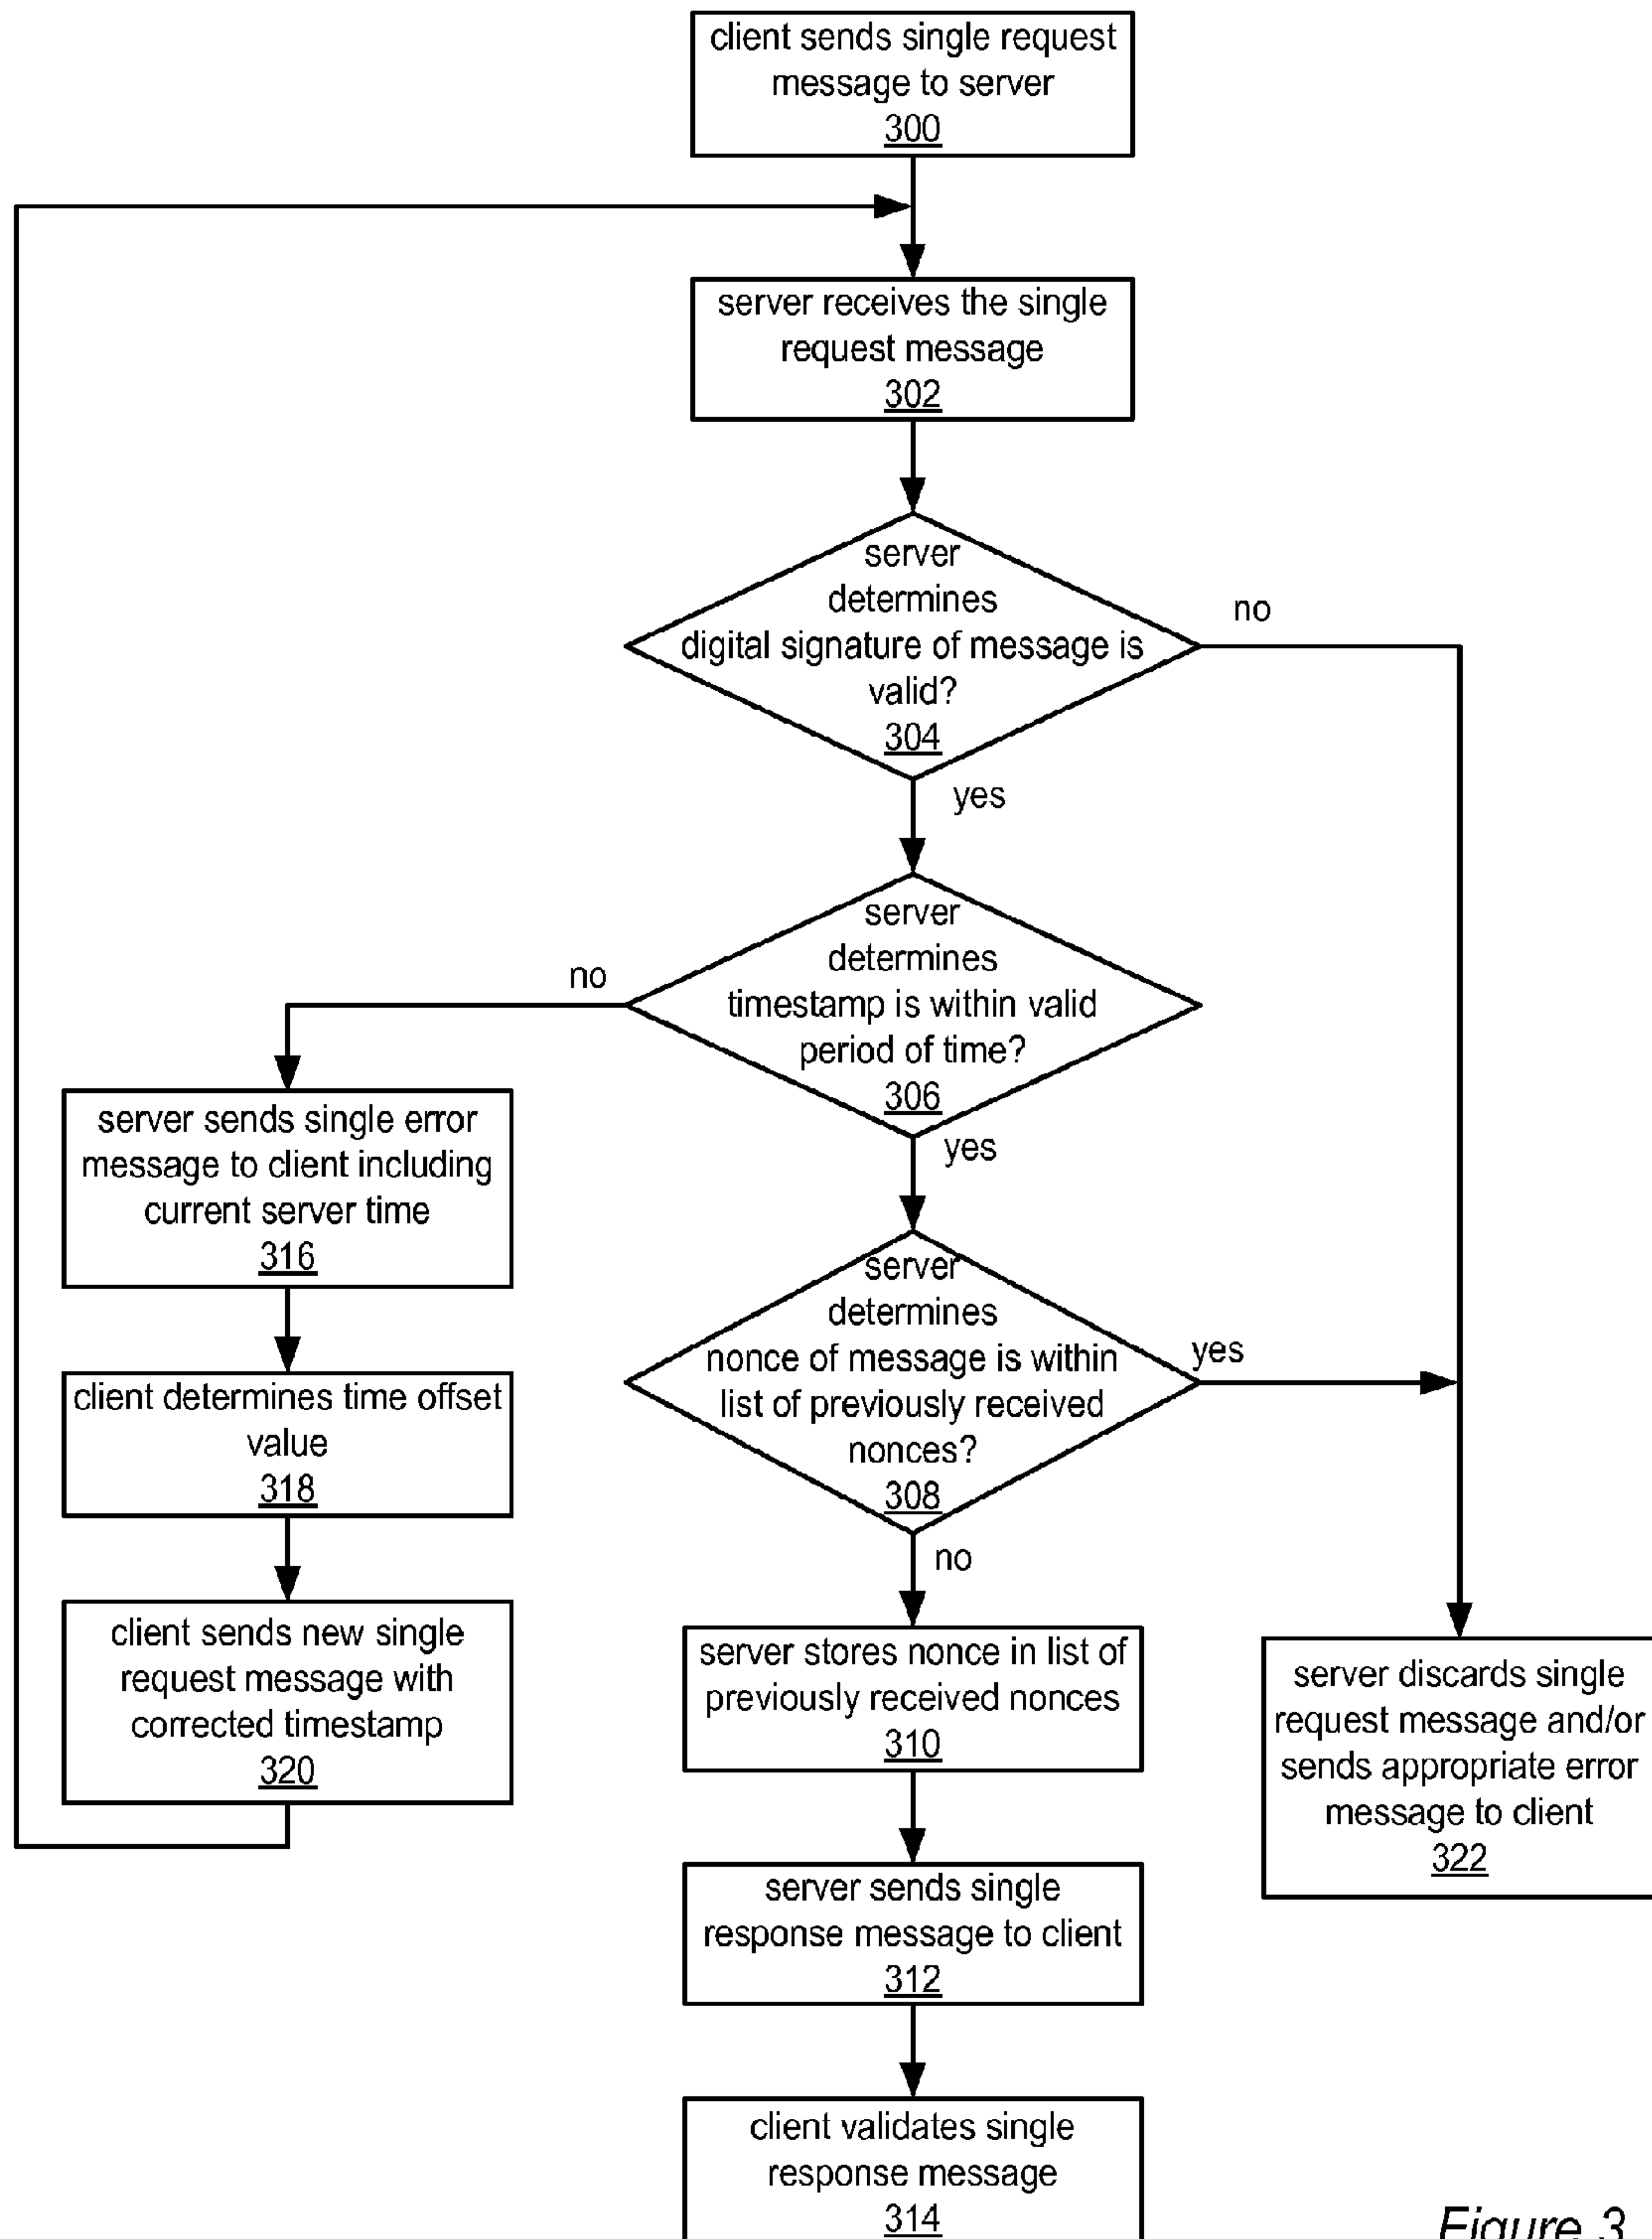 client sends single request
message to server
300
server receives the single
request message
302
server
determines
digital signature of message is
valid?
304
no
yes
server
determines
timestamp is within valid
period of time?
306
no
yes
server sends single error
message to client including
current server time
316
client determines time offset
value
318
client sends new single
request message with
corrected timestamp
320
server
determines
nonce of message is within
list of previously received
nonces?
308
yes
no
server stores nonce in list of
previously received nonces
310
server discards single
request message and/or
sends appropriate error
message to client
322
server sends single
response message to client
312
client validates single
response message
314
Figure 3